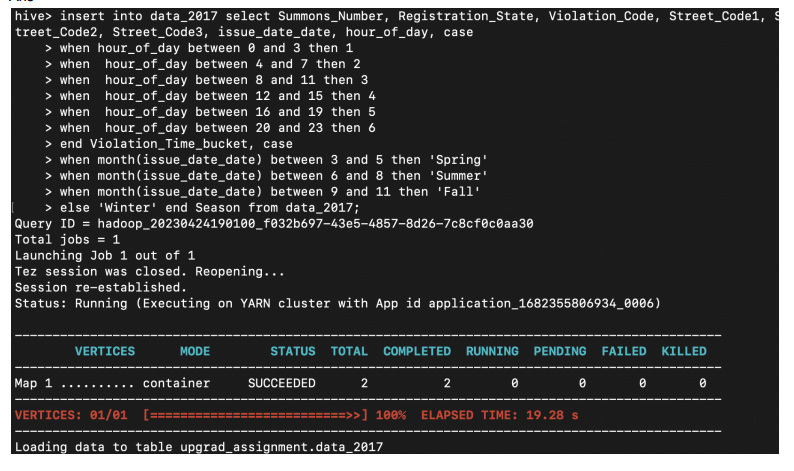 hive> insert into data_2017 select Summons_Number, Registration_State, Violation_Code, Street_Code1, S
treet_Code2, Street_Code3, issue_date_date, hour_of_day, case
    > when hour_of_day between 0 and 3 then 1
    > when  hour_of_day between 4 and 7 then 2
    > when  hour_of_day between 8 and 11 then 3
    > when  hour_of_day between 12 and 15 then 4
    > when  hour_of_day between 16 and 19 then 5
    > when  hour_of_day between 20 and 23 then 6
    > end Violation_Time_bucket, case
    > when month(issue_date_date) between 3 and 5 then 'Spring'
    > when month(issue_date_date) between 6 and 8 then 'Summer'
    > when month(issue_date_date) between 9 and 11 then 'Fall'
    > else 'Winter' end Season from data_2017;
Query ID = hadoop_20230424190100_f032b697-43e5-4857-8d26-7c8cf0c0aa30
Total jobs = 1
Launching Job 1 out of 1
Tez session was closed. Reopening...
Session re-established.
Status: Running (Executing on YARN cluster with App id application_1682355806934_0006)
----------------------------------------------------------------------------------------------
        VERTICES      MODE        STATUS  TOTAL  COMPLETED  RUNNING  PENDING  FAILED  KILLED
----------------------------------------------------------------------------------------------
Map 1 .......... container     SUCCEEDED      2          2        0        0       0       0
----------------------------------------------------------------------------------------------
VERTICES: 01/01  [==========================>>] 100%  ELAPSED TIME: 19.28 s
----------------------------------------------------------------------------------------------
Loading data to table upgrad_assignment.data_2017